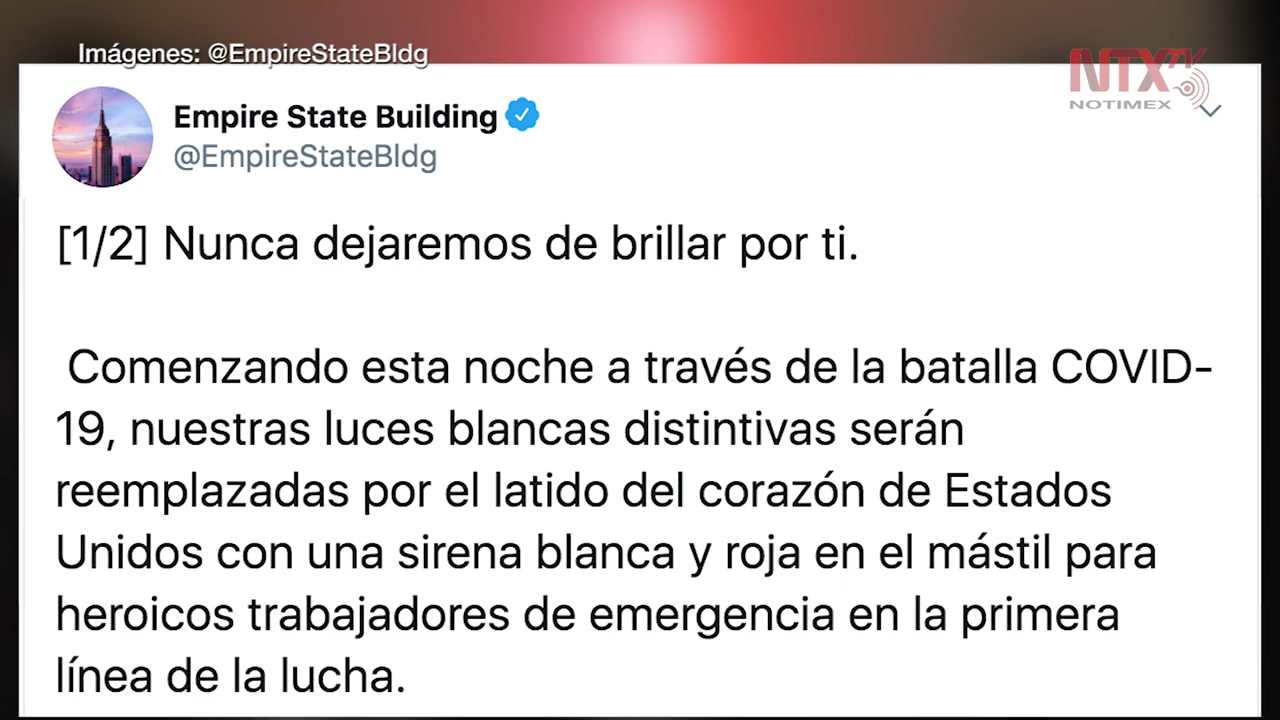 Imágenes: @EmpireStateBldg
NTX TV
NOTIMEX
Empire State Building
@EmpireStateBldg
[1/2] Nunca dejaremos de brillar por ti.
Comenzando esta noche a través de la batalla COVID-
19, nuestras luces blancas distintivas serán
reemplazadas por el latido del corazón de Estados
Unidos con una sirena blanca y roja en el mástil para
heroicos trabajadores de emergencia en la primera
línea de la lucha.